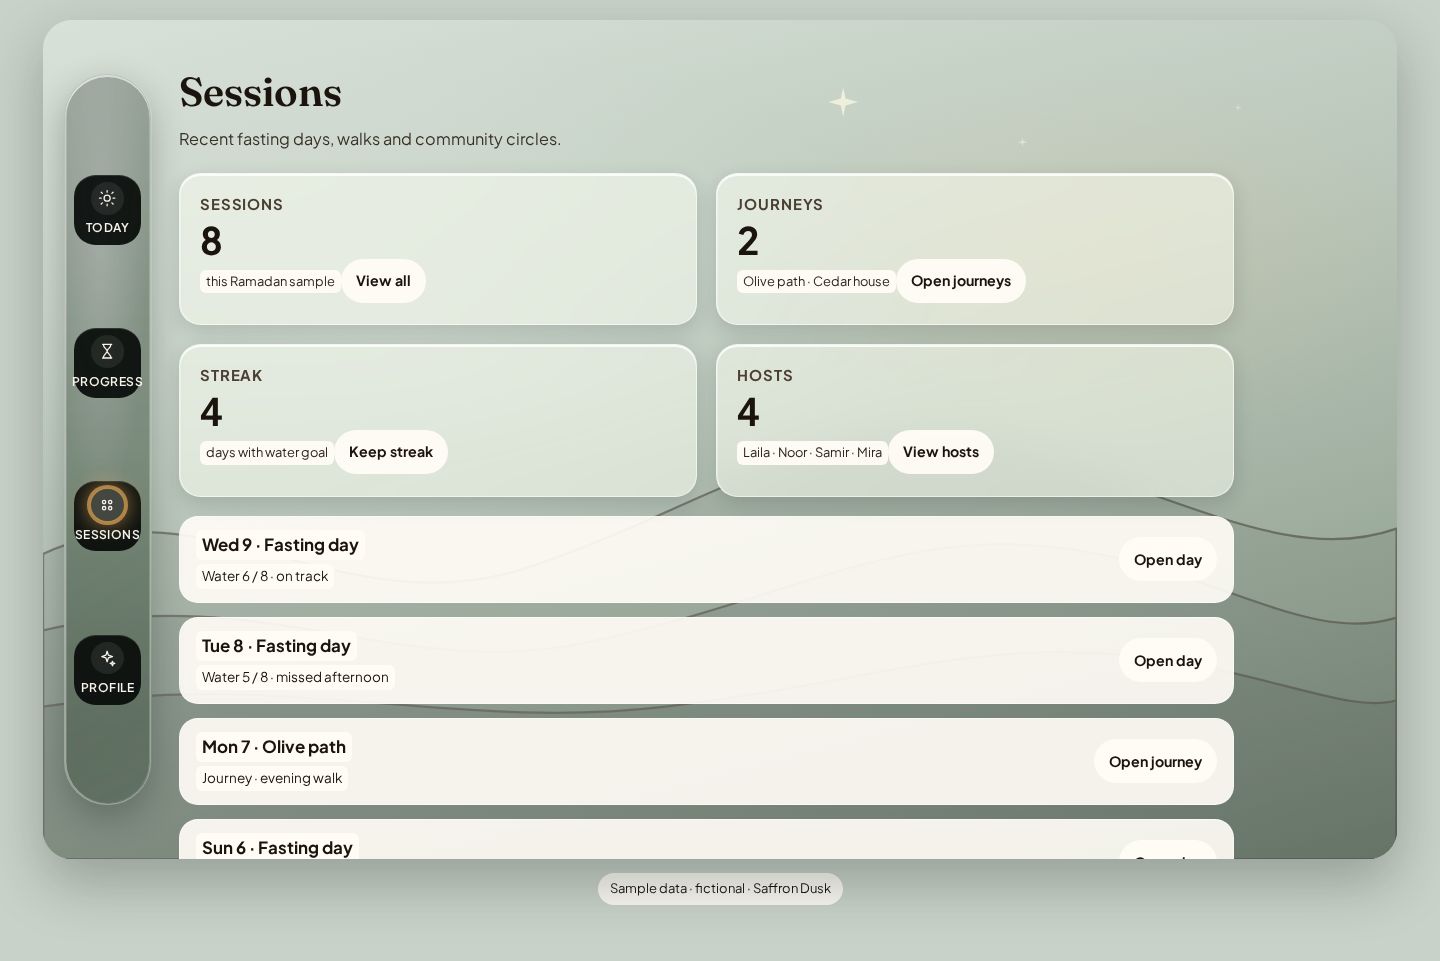 Sessions
Recent fasting days, walks and community circles.
TODAY
PROGRESS
SESSIONS
PROFILE
SESSIONS
8
this Ramadan sample View all
JOURNEYS
2
Olive path · Cedar house Open journeys
STREAK
4
days with water goal Keep streak
HOSTS
4
Laila · Noor · Samir · Mira View hosts
Wed 9 · Fasting day
Water 6 / 8 · on track
Open day
Tue 8 · Fasting day
Water 5 / 8 · missed afternoon
Open day
Mon 7 · Olive path
Journey · evening walk
Open journey
Sun 6 · Fasting day
Sample data · fictional · Saffron Dusk